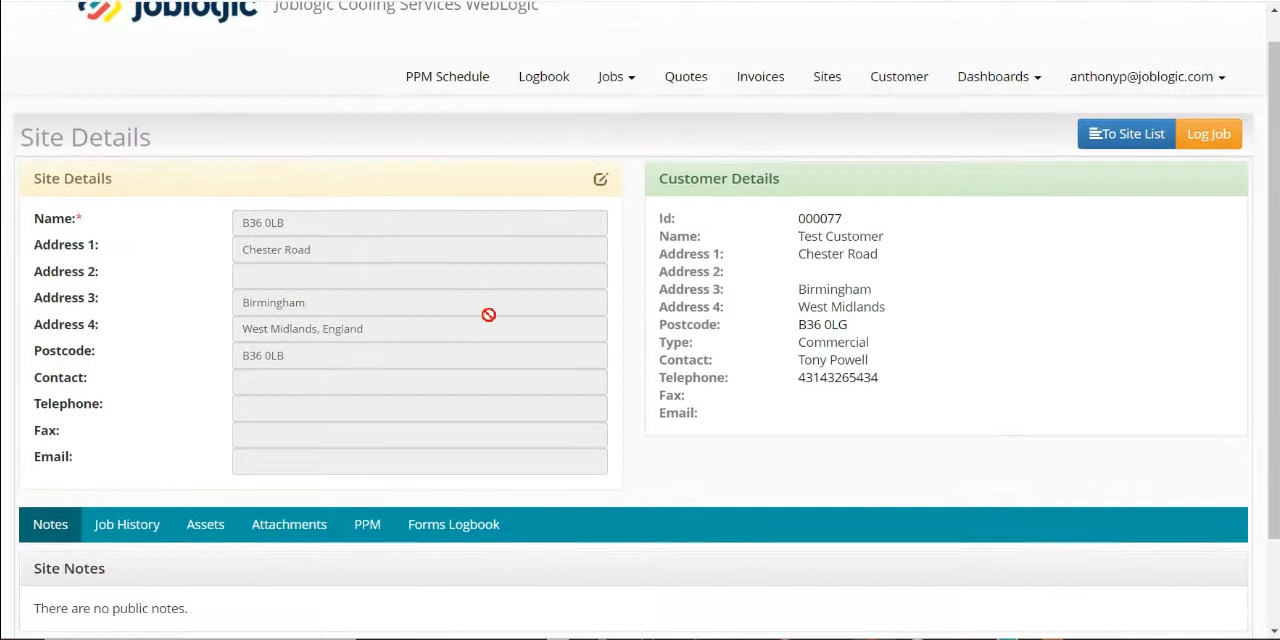 joblogic Joblogic Cooling Services WebLogic
PPM Schedule Logbook Jobs Quotes Invoices Sites Customer Dashboards anthonyp@joblogic.com
Site Details
To Site List Log Job
Site Details
Name:* B36 0LB
Address 1: Chester Road
Address 2:
Address 3: Birmingham
Address 4: West Midlands, England
Postcode: B36 0LB
Contact:
Telephone:
Fax:
Email:
Customer Details
Id: 000077
Name: Test Customer
Address 1: Chester Road
Address 2:
Address 3: Birmingham
Address 4: West Midlands
Postcode: B36 0LG
Type: Commercial
Contact: Tony Powell
Telephone: 43143265434
Fax:
Email:
Notes Job History Assets Attachments PPM Forms Logbook
Site Notes
There are no public notes.